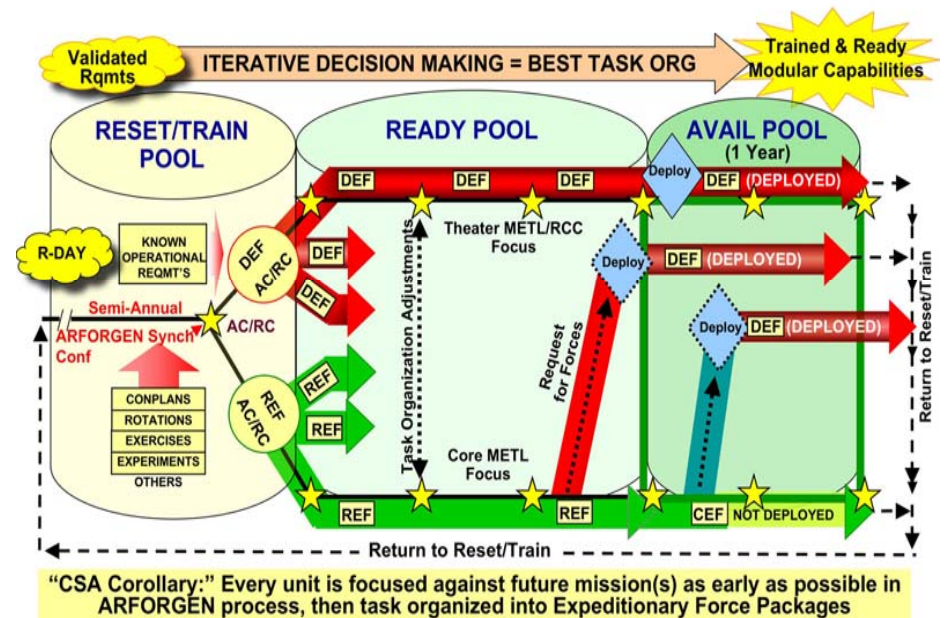 Validated
Rqmts
ITERATIVE DECISION MAKING = BEST TASK ORG
Trained & Ready
Modular Capabilities
RESET/TRAIN
POOL
READY POOL
AVAIL POOL
(1 Year)
DEF
DEF
DEF
Deploy
DEF
(DEPLOYED)
R-DAY
KNOWN
OPERATIONAL
REQMT'S
DEF
AC/RC
DEF
DEF
Theater METL/RCC
Focus
Deploy
DEF
(DEPLOYED)
Semi-Annual
ARFORGEN Synch
Conf
AC/RC
Task Organization Adjustments
Request
for Forces
Deploy
DEF
(DEPLOYED)
Return to Reset/Train
CONPLANS
ROTATIONS
EXERCISES
EXPERIMENTS
OTHERS
REF
AC/RC
REF
REF
Core METL
Focus
REF
REF
CEF
NOT DEPLOYED
Return to Reset/Train
“CSA Corollary:” Every unit is focused against future mission(s) as early as possible in
ARFORGEN process, then task organized into Expeditionary Force Packages